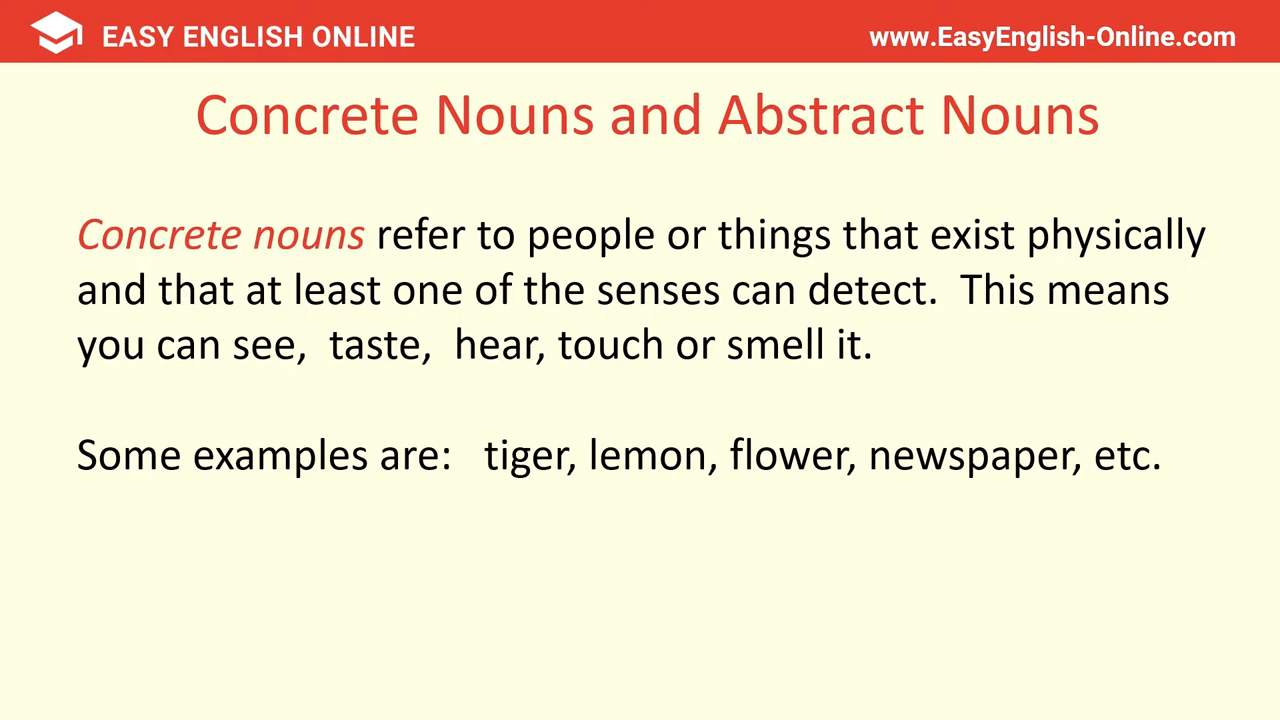 EASY ENGLISH ONLINE
www.EasyEnglish-Online.com
Concrete Nouns and Abstract Nouns
Concrete nouns refer to people or things that exist physically
and that at least one of the senses can detect.  This means
you can see,  taste,  hear, touch or smell it.
Some examples are:   tiger, lemon, flower, newspaper, etc.